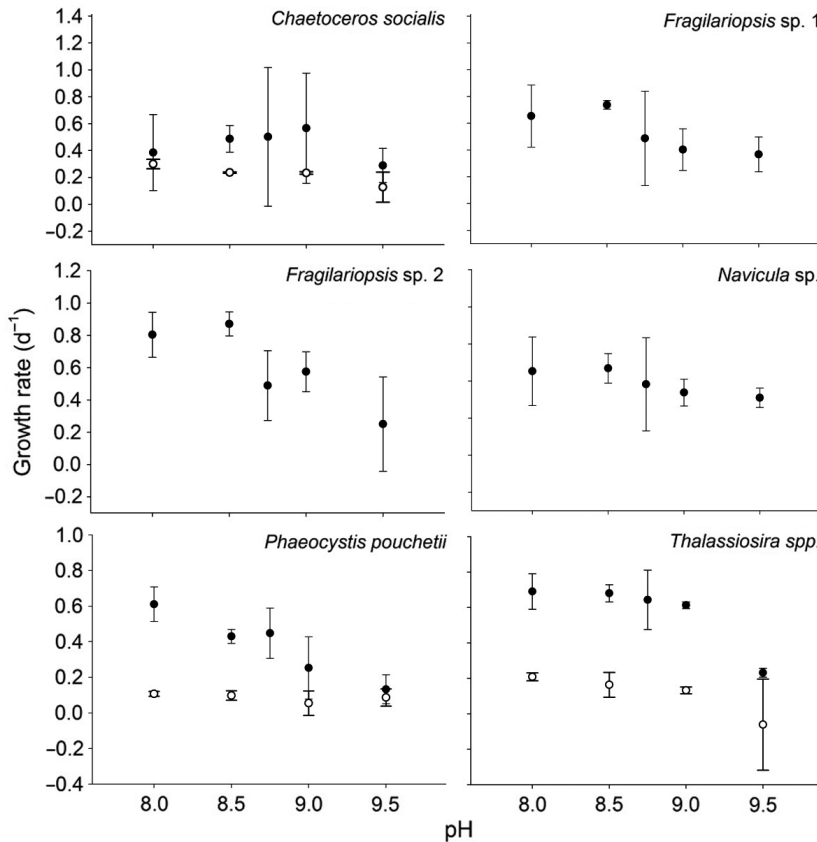 Chaetoceros socialis
Fragilariopsis sp. 1
1.4
1.2
1.0
0.8
0.6
0.4
0.2
0.0
−0.2
Fragilariopsis sp. 2
Navicula sp.
1.2
1.0
0.8
0.6
0.4
0.2
0.0
−0.2
Growth rate (d−1)
Phaeocystis pouchetii
Thalassiosira spp.
1.0
0.8
0.6
0.4
0.2
0.0
−0.2
−0.4
8.0 8.5 9.0 9.5
8.0 8.5 9.0 9.5
pH